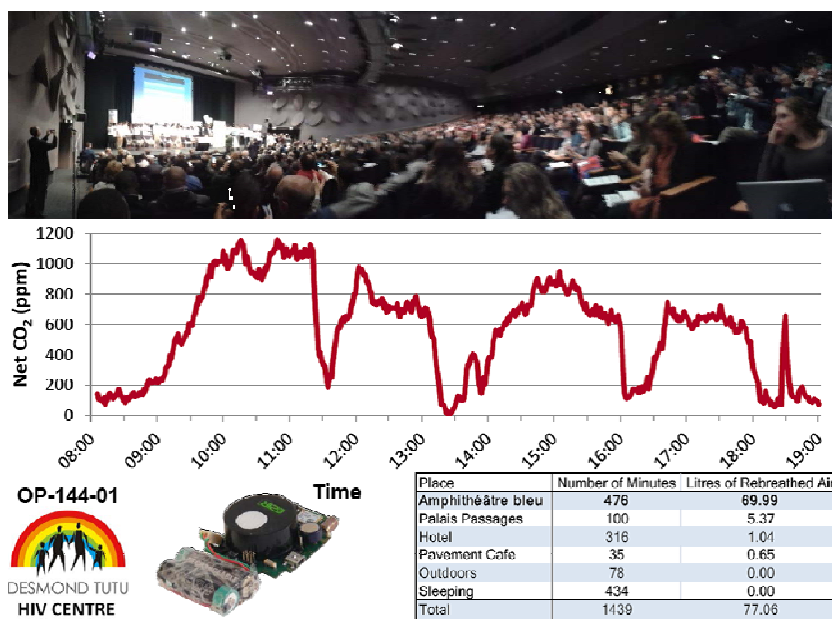 1200
1000
800
600
400
200
0
Net CO2 (ppm)
08:00 09:00 10:00 11:00 12:00 13:00 14:00 15:00 16:00 17:00 18:00 19:00
Time
OP-144-01
DESMOND TUTU
HIV CENTRE
Place Number of Minutes Litres of Rebreathed Air
Amphithéâtre bleu 476 69.99
Palais Passages 100 5.37
Hotel 316 1.04
Pavement Cafe 35 0.65
Outdoors 78 0.00
Sleeping 434 0.00
Total 1439 77.06